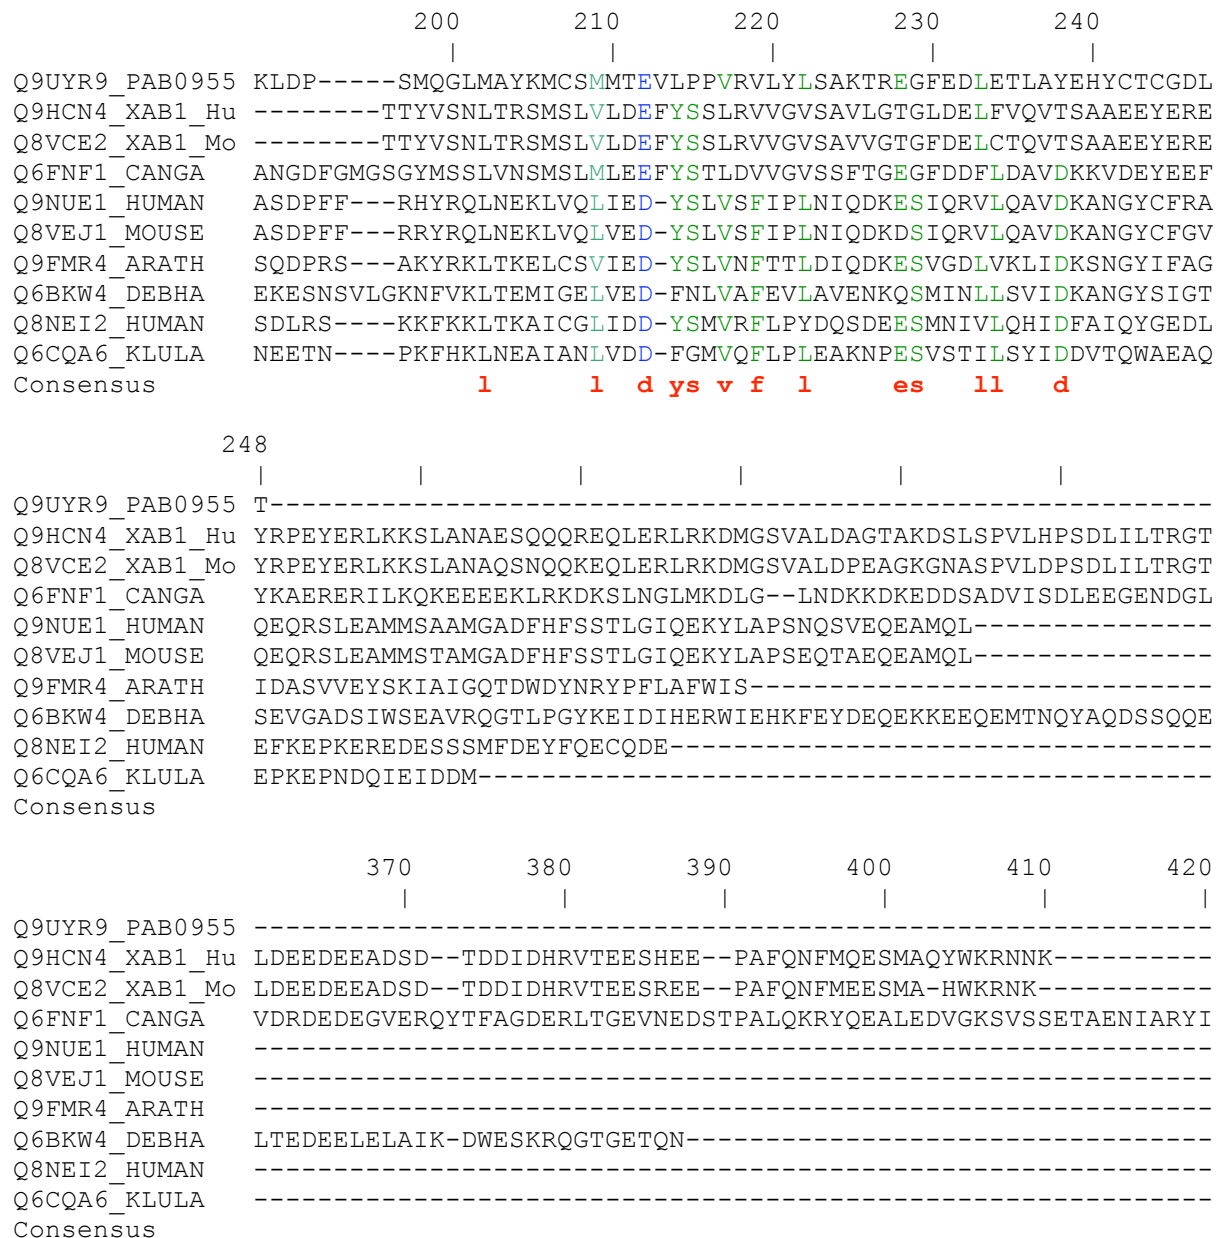 200 210 220 230 240
| | | | |
Q9UYR9_PAB0955 KLDP-----SMQGLMAYKMCSMMTEVLPPVRVLYLSAKTREGFEDLETLAYEHYCTCGDL
Q9HCN4_XAB1_Hu --------TTYVSNLTRSMSLVLDEFYSSLRVVGVSAVLGTGLDELFVQVTSAAEEYERE
Q8VCE2_XAB1_Mo --------TTYVSNLTRSMSLVLDEFYSSLRVVGVSAVVGTGFDELCTQVTSAAEEYERE
Q6FNF1_CANGA ANGDFGMGSGYMSSLVNSMSLMLEEFYSTLDVVGVSSFTGEGFDDFLDAVDKKVDEYEEF
Q9NUE1_HUMAN ASDPFF---RHYRQLNEKLVQLIED-YSLVSFIPLNIQDKESIQRVLQAVDKANGYCFRA
Q8VEJ1_MOUSE ASDPFF---RRYRQLNEKLVQLVED-YSLVSFIPLNIQDKDSIQRVLQAVDKANGYCFGV
Q9FMR4_ARATH SQDPRS---AKYRKLTKELCSVIED-YSLVNFTTLDIQDKESVGDLVKLIDKSNGYIFAG
Q6BKW4_DEBHA EKESNSVLGKNFVKLTEMIGELVED-FNLVAFEVLAVENKQSMINLLSVIDKANGYSIGT
Q8NEI2_HUMAN SDLRS----KKFKKLTKAICGLIDD-YSMVRFLPYDQSDEESMNIVLQHIDFAIQYGEDL
Q6CQA6_KLULA NEETN----PKFHKLNEAIANLVDD-FGMVQFLPLEAKNPESVSTILSYIDDVTQWAEAQ
Consensus l l d ys v f l es ll d
248
| | | | | |
Q9UYR9_PAB0955 T-----------------------------------------------------------
Q9HCN4_XAB1_Hu YRPEYERLKKSLANAESQQQREQLERLRKDMGSVALDAGTAKDSLSPVLHPSDLILTRGT
Q8VCE2_XAB1_Mo YRPEYERLKKSLANAQSNQQKEQLERLRKDMGSVALDPEAGKGNASPVLDPSDLILTRGT
Q6FNF1_CANGA YKAERERILKQKEEEEKLRKDKSLNGLMKDLG--LNDKKDKEDDSADVISDLEEGENDGL
Q9NUE1_HUMAN QEQRSLEAMMSAAMGADFHFSSTLGIQEKYLAPSNQSVEQEAMQL---------------
Q8VEJ1_MOUSE QEQRSLEAMMSTAMGADFHFSSTLGIQEKYLAPSEQTAEQEAMQL---------------
Q9FMR4_ARATH IDASVVEYSKIAIGQTDWDYNRYPFLAFWIS-----------------------------
Q6BKW4_DEBHA SEVGADSIWSEAVRQGTLPGYKEIDIHERWIEHKFEYDEQEKKEEQEMTNQYAQDSSQQE
Q8NEI2_HUMAN EFKEPKEREDESSSMFDEYFQECQDE----------------------------------
Q6CQA6_KLULA EPKEPNDQIEIDDM----------------------------------------------
Consensus
370 380 390 400 410 420
| | | | | |
Q9UYR9_PAB0955 ------------------------------------------------------------
Q9HCN4_XAB1_Hu LDEEDEEADSD--TDDIDHRVTEESHEE--PAFQNFMQESMAQYWKRNNK----------
Q8VCE2_XAB1_Mo LDEEDEEADSD--TDDIDHRVTEESREE--PAFQNFMEESMA-HWKRNK-----------
Q6FNF1_CANGA VDRDEDEGVERQYTFAGDERLTGEVNEDSTPALQKRYQEALEDVGKSVSSETAENIARYI
Q9NUE1_HUMAN ------------------------------------------------------------
Q8VEJ1_MOUSE ------------------------------------------------------------
Q9FMR4_ARATH ------------------------------------------------------------
Q6BKW4_DEBHA LTEDEELELAIK-DWESKRQGTGETQN---------------------------------
Q8NEI2_HUMAN ------------------------------------------------------------
Q6CQA6_KLULA ------------------------------------------------------------
Consensus